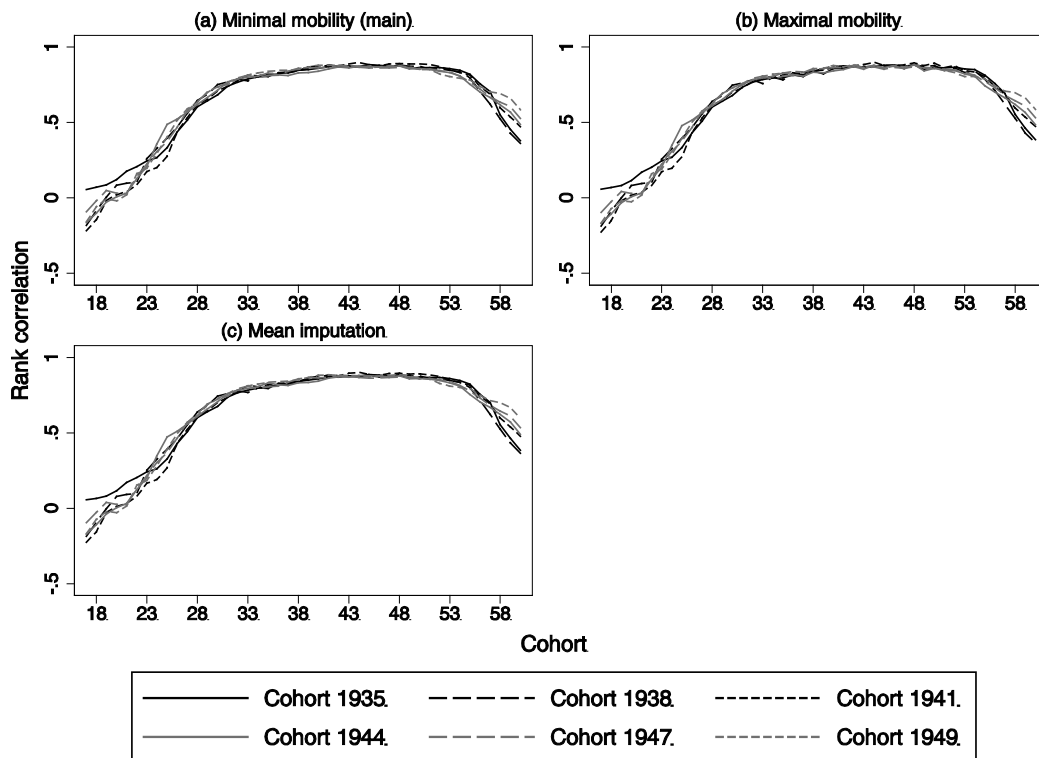 (a) Minimal mobility (main).
(b) Maximal mobility.
Rank correlation
1
.5
0
-.5
18. 23. 28. 33. 38. 43. 48. 53. 58.
1
.5
0
-.5
18. 23. 28. 33. 38. 43. 48. 53. 58.
(c) Mean imputation.
1
.5
0
-.5
18. 23. 28. 33. 38. 43. 48. 53. 58.
Cohort
Cohort 1935. Cohort 1938. Cohort 1941.
Cohort 1944. Cohort 1947. Cohort 1949.